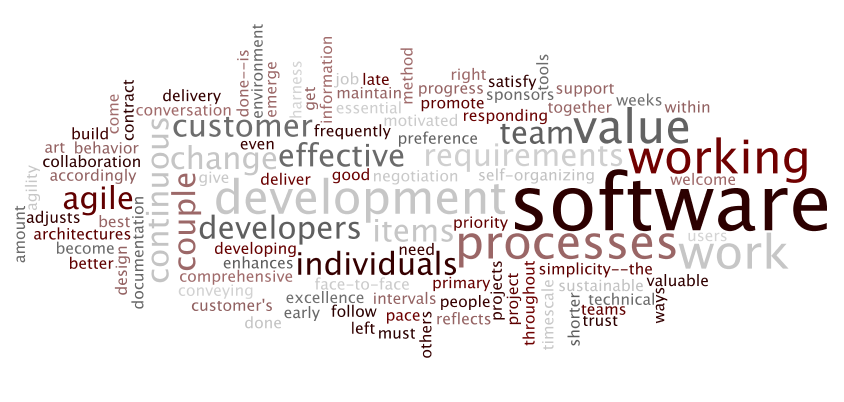 environment
done--is
information
method
right
tools
harness
job
late
satisfy
emerge
progress
support
delivery
get
maintain
sponsors
contract
come
conversation
essential
promote
together
weeks
within
motivated
responding
build
customer
frequently
team
value
art
behavior
even
preference
continuous
change
effective
requirements
working
collaboration
accordingly
give
deliver
good
negotiation
self-organizing
welcome
agility
agile
couple
development
software
amount
adjusts
best
documentation
developers
items
priority
architectures
become
developing
need
processes
users
work
better
design
enhances
individuals
simplicity--the
comprehensive
primary
projects
project
throughout
sustainable
valuable
conveying
face-to-face
customer's
excellence
intervals
people
timescale
technical
ways
early
follow
pace
reflects
shorter
teams
done
left
must
others
trust